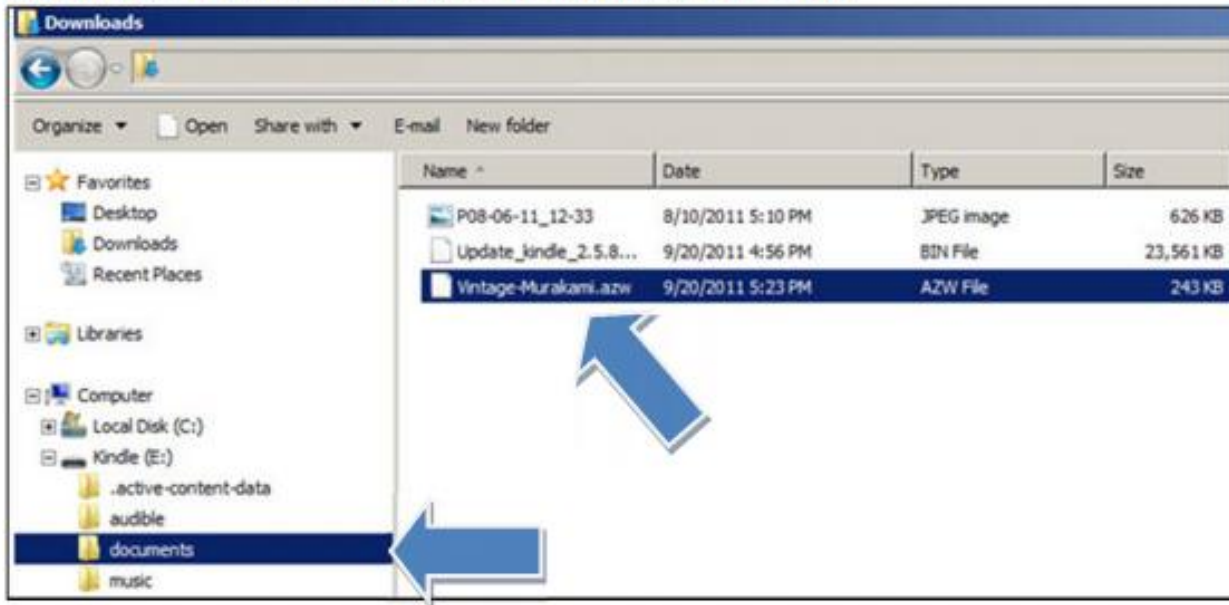 Downloads
Organize Open Share with E-mail New folder
Favorites
Desktop
Downloads
Recent Places
Libraries
Computer
Local Disk (C:)
Kindle (E:)
.active-content-data
audible
documents
music
Name Date Type Size
P08-06-11_12-33 8/10/2011 5:10 PM JPEG image 626 KB
Update_kindle_2.5.8... 9/20/2011 4:56 PM BIN File 23,561 KB
Vintage-Murakami.azw 9/20/2011 5:23 PM AZW File 243 KB